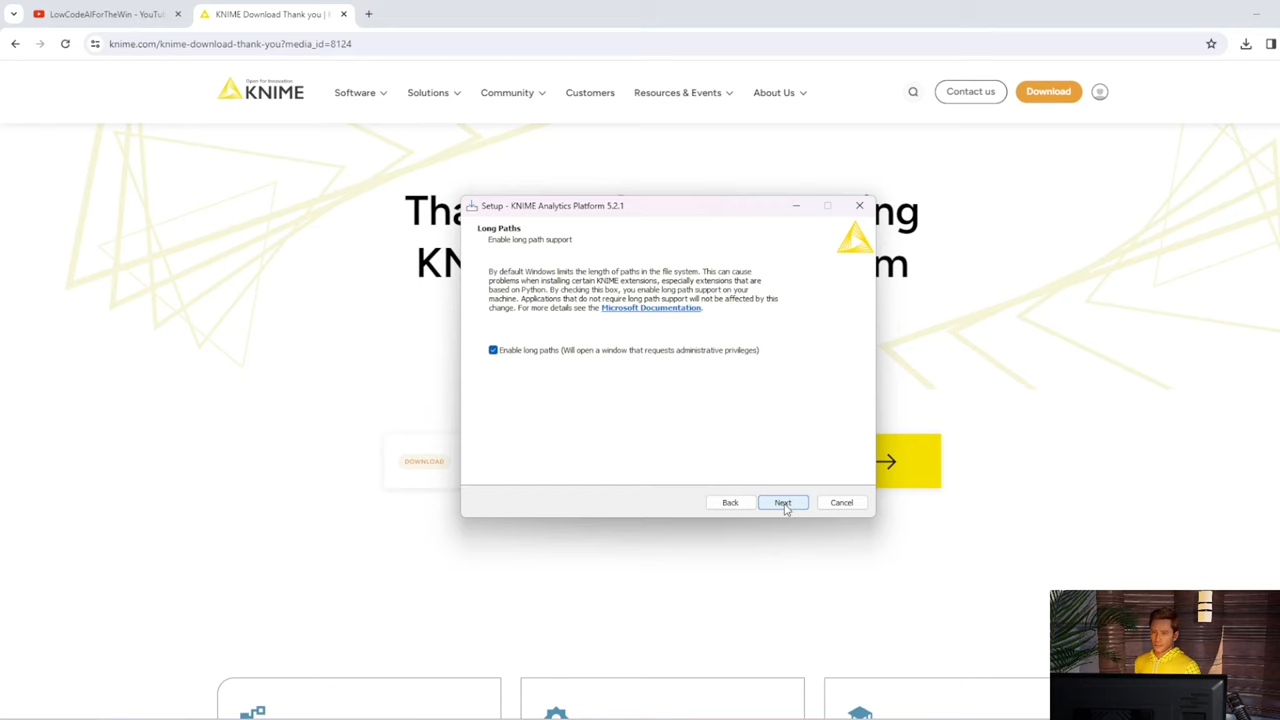 LowCodeAIForTheWin - YouTu
KNIME Download Thank you |
knime.com/knime-download-thank-you?media_id=8124
Open for Innovation
KNIME
Software
Solutions
Community
Customers
Resources & Events
About Us
Contact us
Download
Tha
ng
KN
m
Setup - KNIME Analytics Platform 5.2.1
Long Paths
Enable long path support
By default Windows limits the length of paths in the file system. This can cause
problems when installing certain KNIME extensions, especially extensions that are
based on Python. By checking this box, you enable long path support on your
machine. Applications that do not require long path support will not be affected by this
change. For more details see the Microsoft Documentation.
Enable long paths (Will open a window that requests administrative privileges)
DOWNLOAD
Back
Next
Cancel